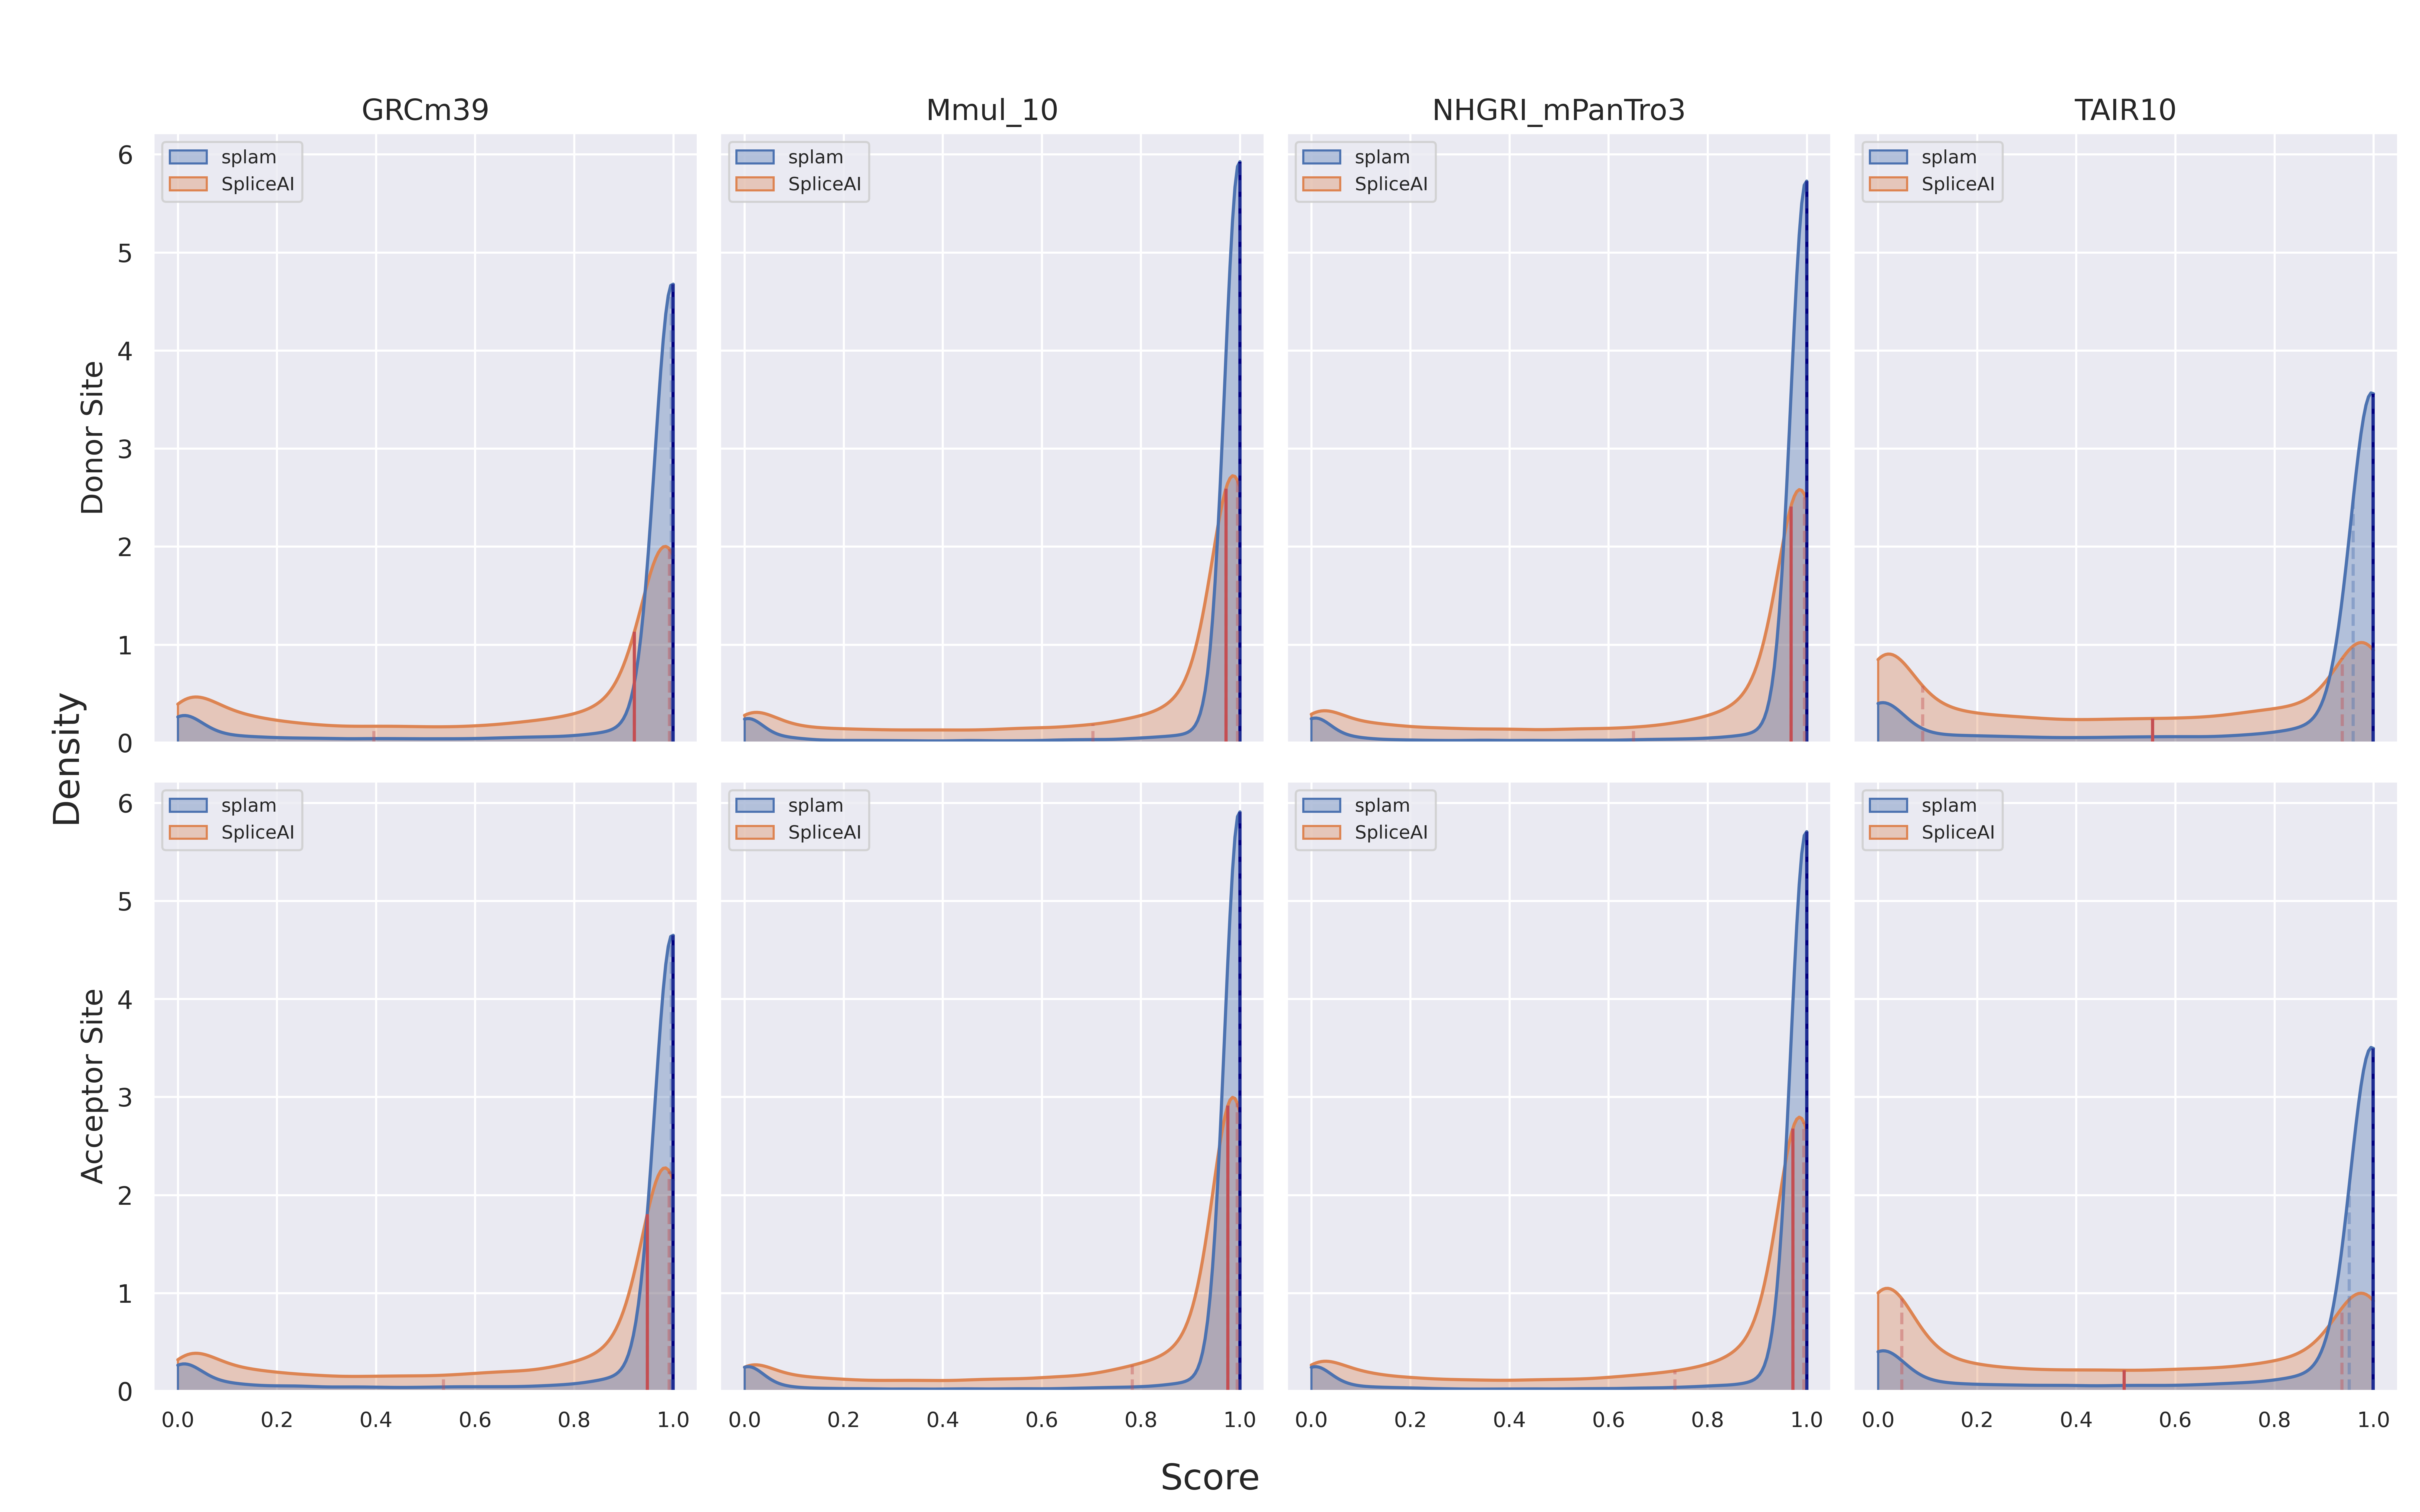 GRCm39 Mmul_10 NHGRI_mPanTro3 TAIR10
splam splam splam splam
SpliceAI SpliceAI SpliceAI SpliceAI
6
5
4
3
2
1
0
Donor Site
Density
splam splam splam splam
SpliceAI SpliceAI SpliceAI SpliceAI
6
5
4
3
2
1
0
Acceptor Site
0.0 0.2 0.4 0.6 0.8 1.0 0.0 0.2 0.4 0.6 0.8 1.0 0.0 0.2 0.4 0.6 0.8 1.0 0.0 0.2 0.4 0.6 0.8 1.0
Score